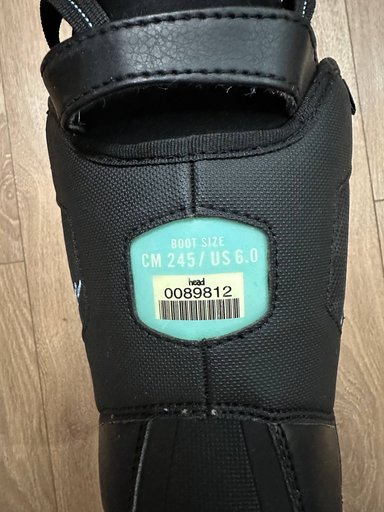 BOOT SIZE
CM 245 / US 6.0
head
0089812